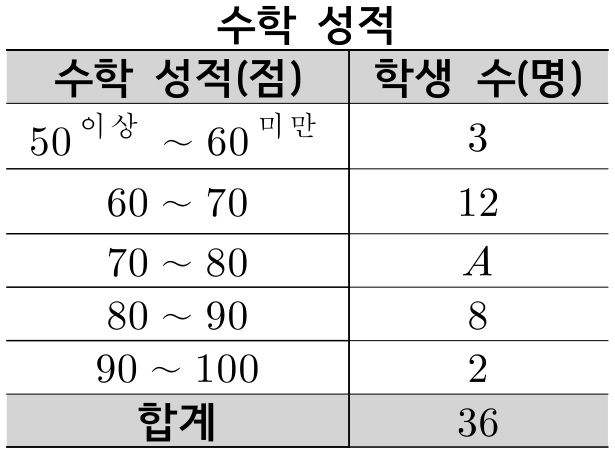 수학 성적
수학 성적(점) 학생 수(명)
50이상 ~ 60미만 3
60 ~ 70 12
70 ~ 80 A
80 ~ 90 8
90 ~ 100 2
합계 36